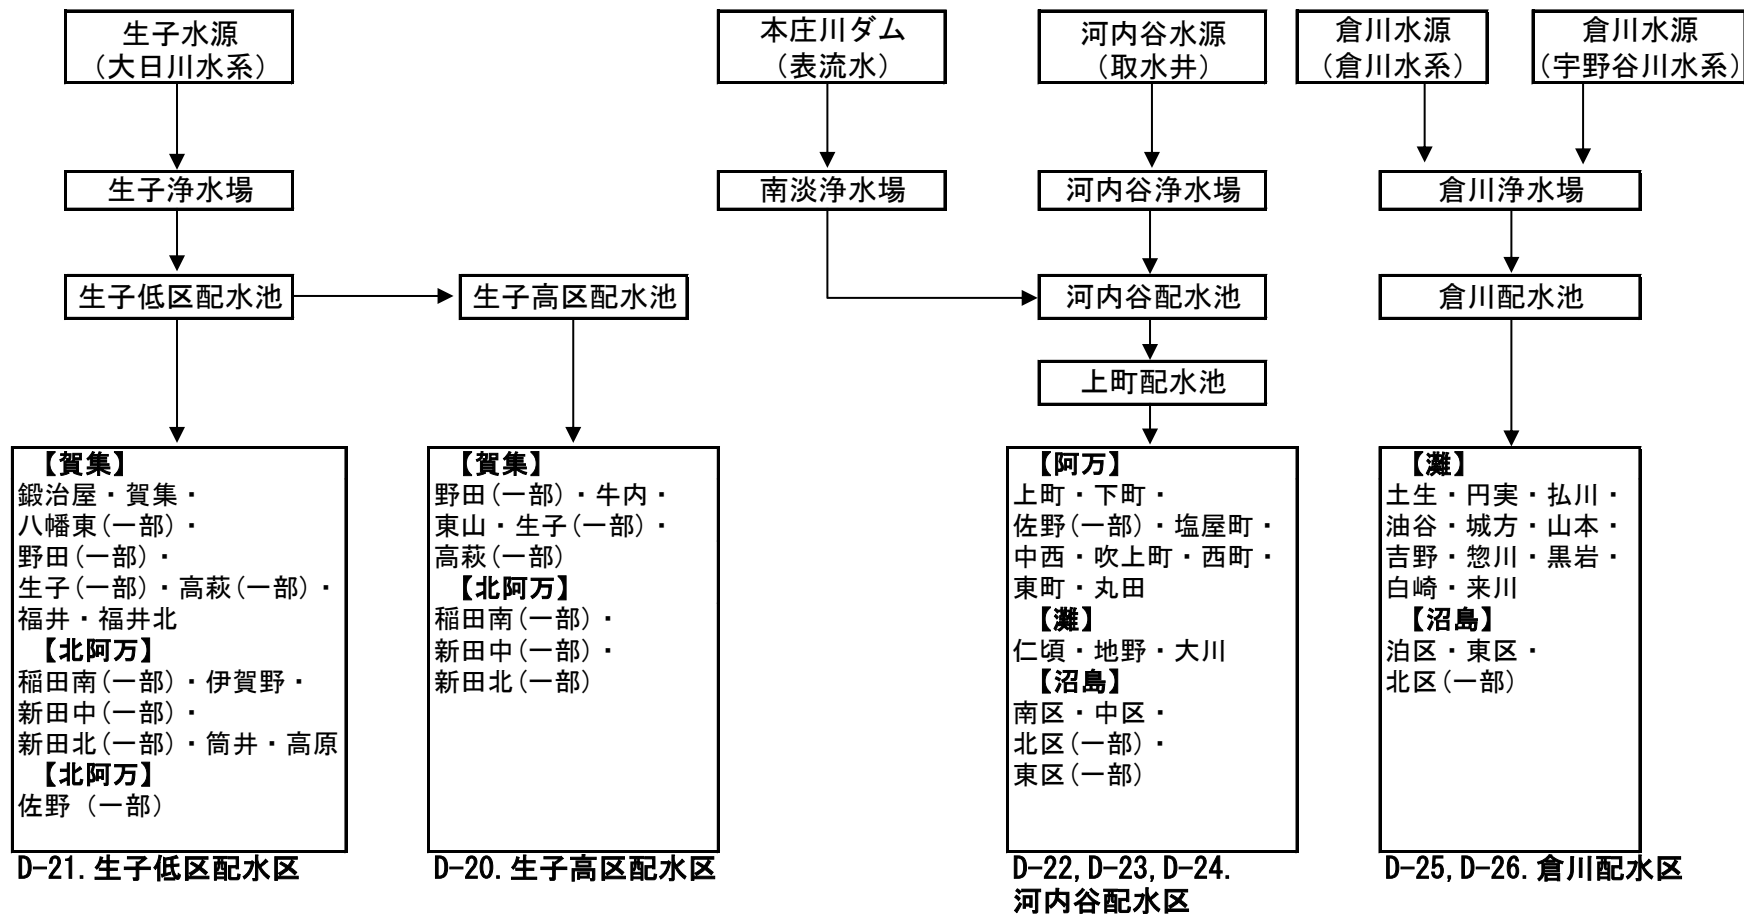 生子水源
（大日川水系）
本庄川ダム
（表流水）
河内谷水源
（取水井）
倉川水源
（倉川水系）
倉川水源
（宇野谷川水系）
生子浄水場
南淡浄水場
河内谷浄水場
倉川浄水場
生子低区配水池
生子高区配水池
河内谷配水池
倉川配水池
上町配水池
【賀集】
鍛治屋・賀集・
八幡東(一部)・
野田(一部)・
生子(一部)・高萩(一部)・
福井・福井北
【北阿万】
稲田南(一部)・伊賀野・
新田中(一部)・
新田北(一部)・筒井・高原
【北阿万】
佐野 (一部)
D-21.生子低区配水区
【賀集】
野田(一部)・牛内・
東山・生子(一部)・
高萩(一部)
【北阿万】
稲田南(一部)・
新田中(一部)・
新田北(一部)
D-20.生子高区配水区
【阿万】
上町・下町・
佐野(一部)・塩屋町・
中西・吹上町・西町・
東町・丸田
【灘】
仁頃・地野・大川
【沼島】
南区・中区・
北区(一部)・
東区(一部)
D-22,D-23,D-24.
河内谷配水区
【灘】
土生・円実・払川・
油谷・城方・山本・
吉野・惣川・黒岩・
白崎・来川
【沼島】
泊区・東区・
北区(一部)
D-25,D-26.倉川配水区